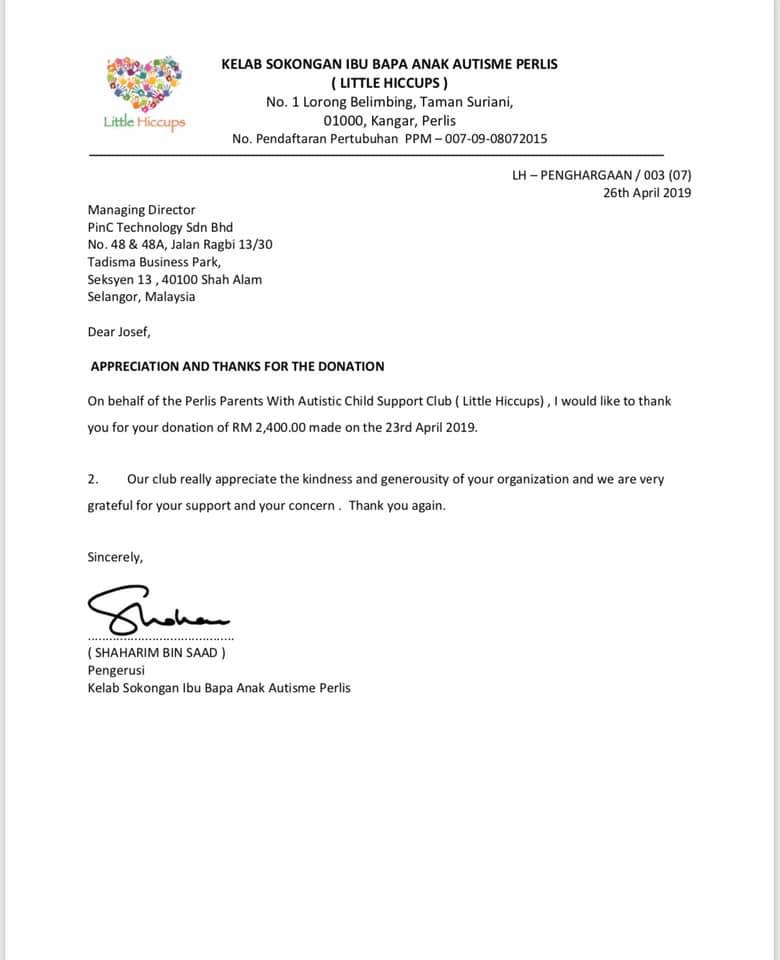 Little Hiccups
KELAB SOKONGAN IBU BAPA ANAK AUTISME PERLIS
( LITTLE HICCUPS )
No. 1 Lorong Belimbing, Taman Suriani,
01000, Kangar, Perlis
No. Pendaftaran Pertubuhan PPM – 007-09-08072015
LH – PENGHARGAAN / 003 (07)
26th April 2019
Managing Director
PinC Technology Sdn Bhd
No. 48 & 48A, Jalan Ragbi 13/30
Tadisma Business Park,
Seksyen 13 , 40100 Shah Alam
Selangor, Malaysia
Dear Josef,
APPRECIATION AND THANKS FOR THE DONATION
On behalf of the Perlis Parents With Autistic Child Support Club ( Little Hiccups) , I would like to thank
you for your donation of RM 2,400.00 made on the 23rd April 2019.
2. Our club really appreciate the kindness and generousity of your organization and we are very
grateful for your support and your concern . Thank you again.
Sincerely,
( SHAHARIM BIN SAAD )
Pengerusi
Kelab Sokongan Ibu Bapa Anak Autisme Perlis